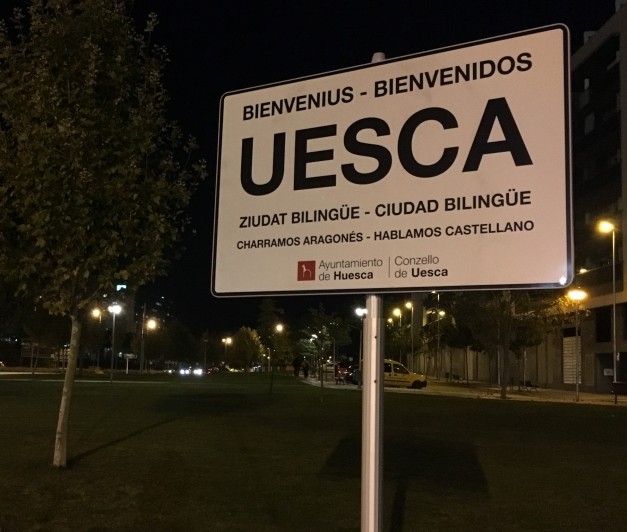 BIENVENIUS - BIENVENIDOS
UESCA
ZIUDAT BILINGÜE - CIUDAD BILINGÜE
CHARRAMOS ARAGONÉS - HABLAMOS CASTELLANO
Ayuntamiento de Huesca
Conzello de Uesca